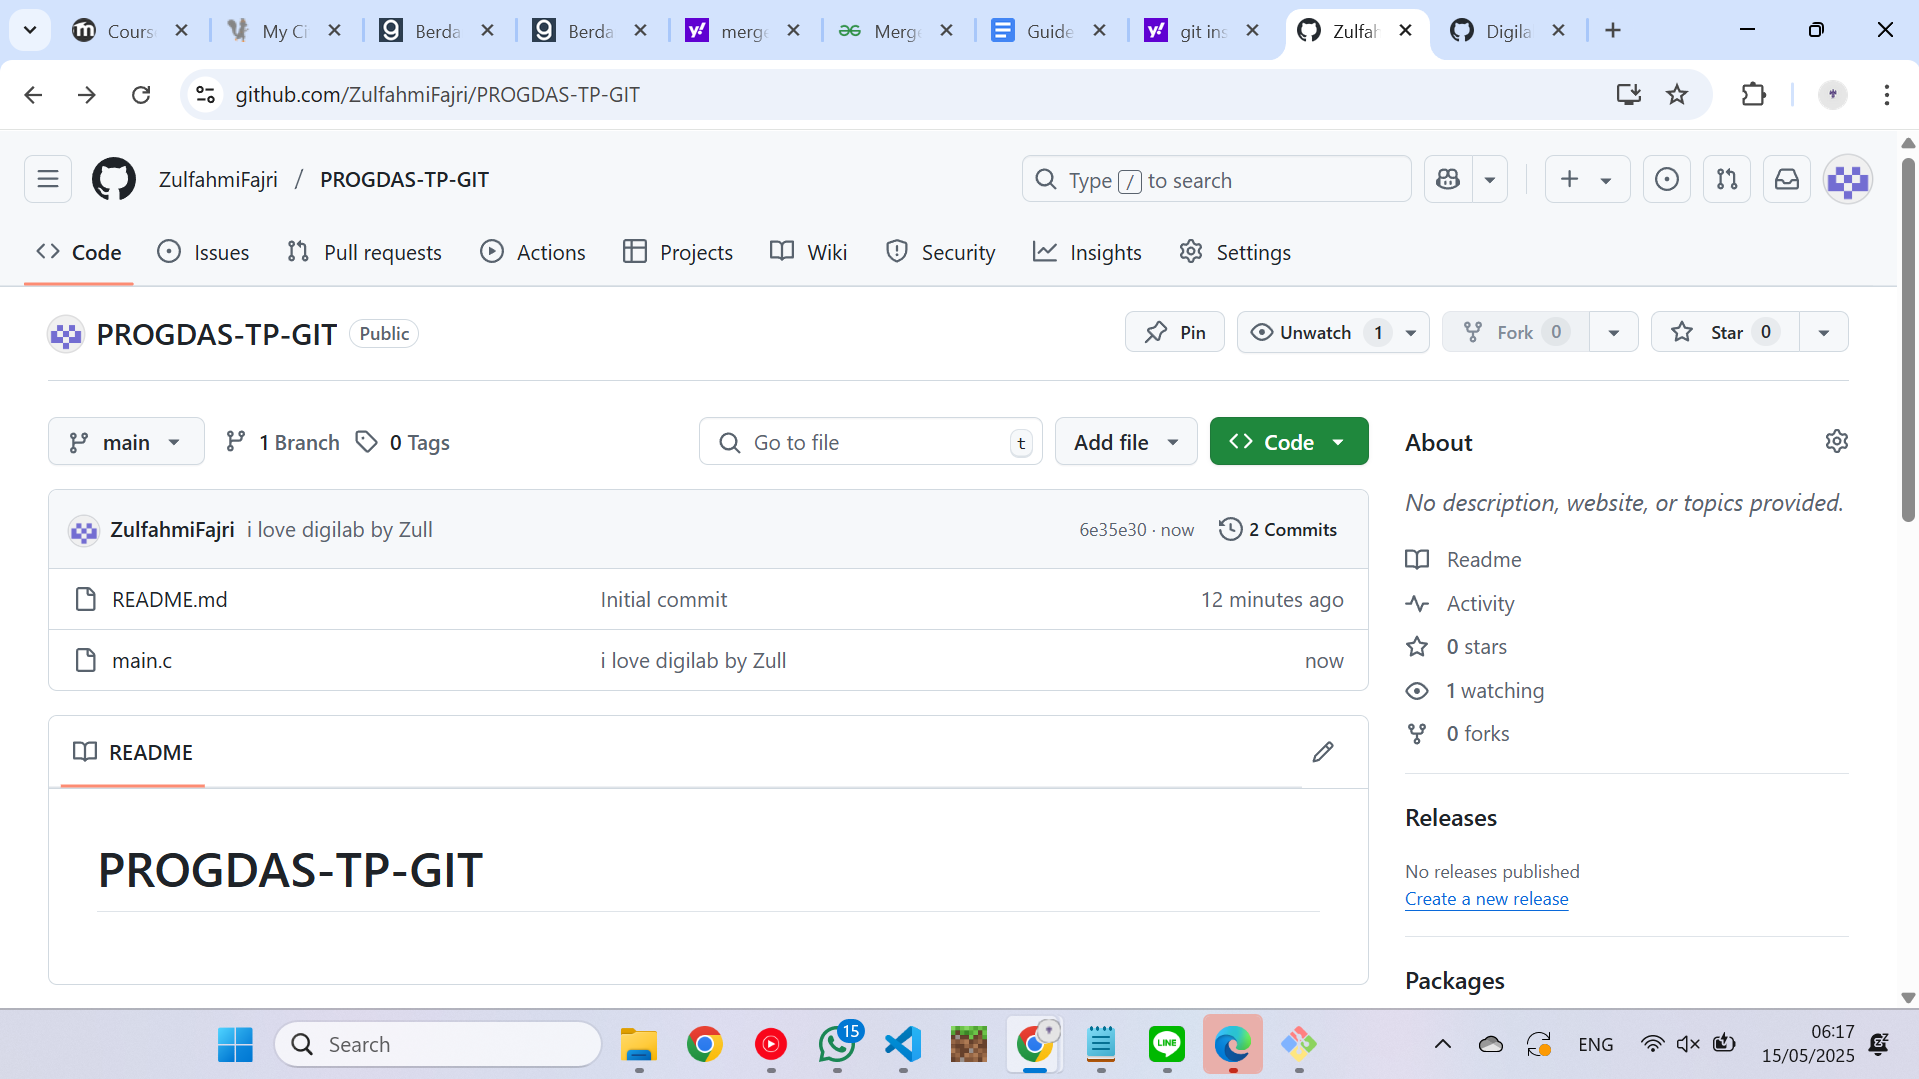 Cours
My Ci
Berda
Berda
merge
Merge
Guide
git ins
Zulfah
Digila
github.com/ZulfahmiFajri/PROGDAS-TP-GIT
ZulfahmiFajri / PROGDAS-TP-GIT
Type / to search
Code
Issues
Pull requests
Actions
Projects
Wiki
Security
Insights
Settings
PROGDAS-TP-GIT Public
Pin
Unwatch 1
Fork 0
Star 0
main
1 Branch
0 Tags
Go to file t
Add file
Code
ZulfahmiFajri i love digilab by Zull 6e35e30 · now 2 Commits
README.md Initial commit 12 minutes ago
main.c i love digilab by Zull now
README
PROGDAS-TP-GIT
About
No description, website, or topics provided.
Readme
Activity
0 stars
1 watching
0 forks
Releases
No releases published
Create a new release
Packages
Search
15
LINE
ENG
06:17
15/05/2025